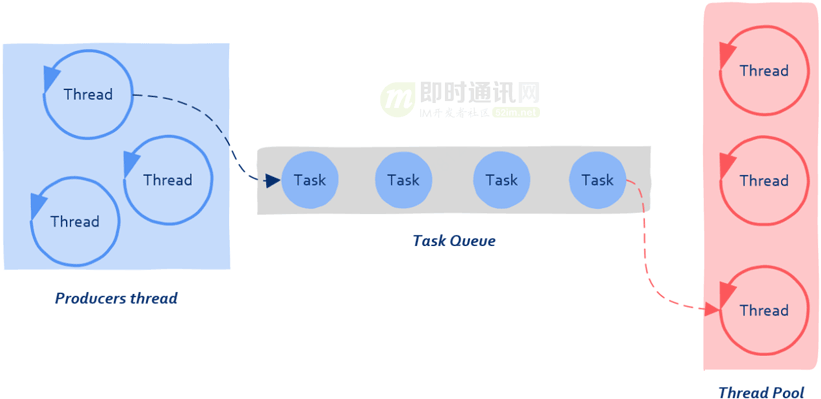 Thread
Thread
Thread
Producers thread
即时通讯网
IM开发者社区
52im.net
Task
Task
Task
Task
Task Queue
Thread
Thread
Thread
Thread Pool